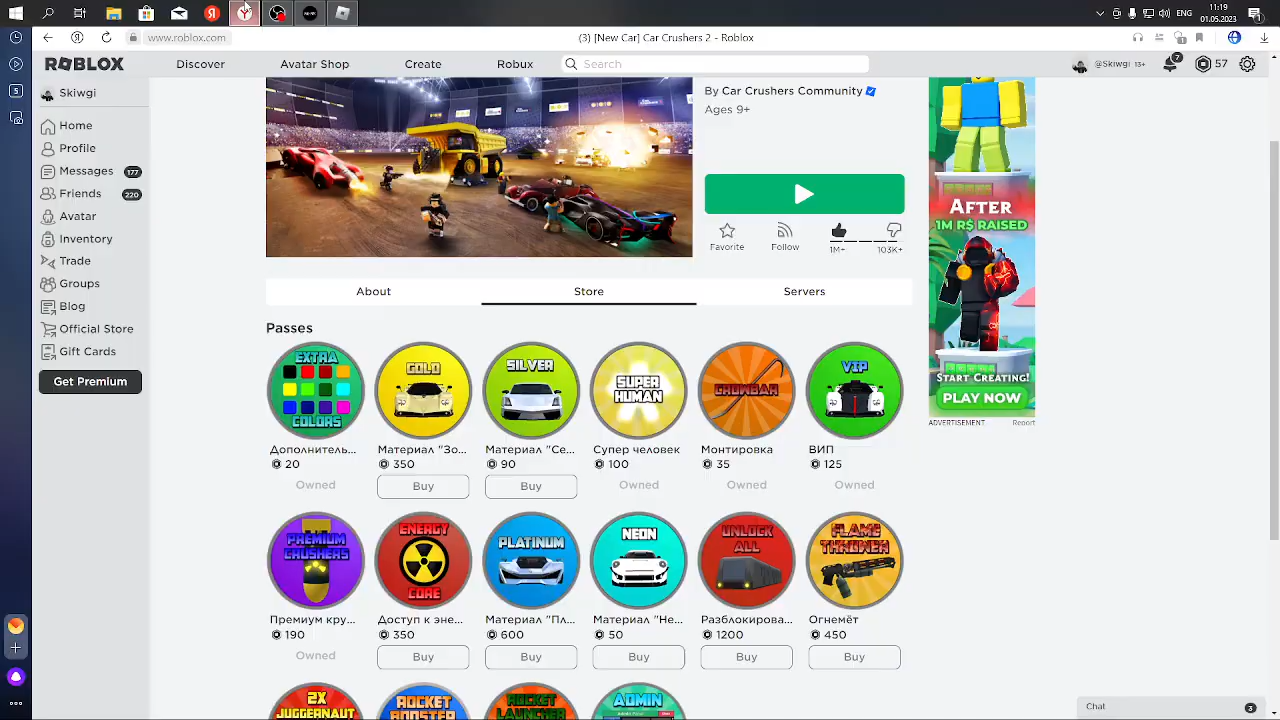 11:19
ENG
01.05.2023
1
www.roblox.com
(3) [New Car] Car Crushers 2 - Roblox
ROBLOX
Discover
Avatar Shop
Create
Robux
Search
@Skiwgi 13+
57
Skiwgi
Home
Profile
Messages 177
Friends 220
Avatar
Inventory
Trade
Groups
Blog
Official Store
Gift Cards
Get Premium
By Car Crushers Community
Ages 9+
Favorite
Follow
1M+
103K+
About
Store
Servers
Passes
EXTRA
COLORS
GOLD
SILVER
SUPER
HUMAN
CROWBAR
VIP
Дополнитель...
Материал "Зо...
Материал "Се...
Супер человек
Монтировка
ВИП
20
350
90
100
35
125
Owned
Buy
Buy
Owned
Owned
Owned
PREMIUM
CRUSHERS
ENERGY
CORE
PLATINUM
NEON
UNLOCK
ALL
FLAME
THROWER
Премиум кру...
Доступ к эне...
Материал "Пл...
Материал "Не...
Разблокирова...
Огнемёт
190
350
600
50
1200
450
Owned
Buy
Buy
Buy
Buy
Buy
2X
JUGGERNAUT
ROCKET
BOOSTER
ROCKET
LAUNCHER
ADMIN
AFTER
1M R$ RAISED
START CREATING!
PLAY NOW
ADVERTISEMENT
Report
Chat
3